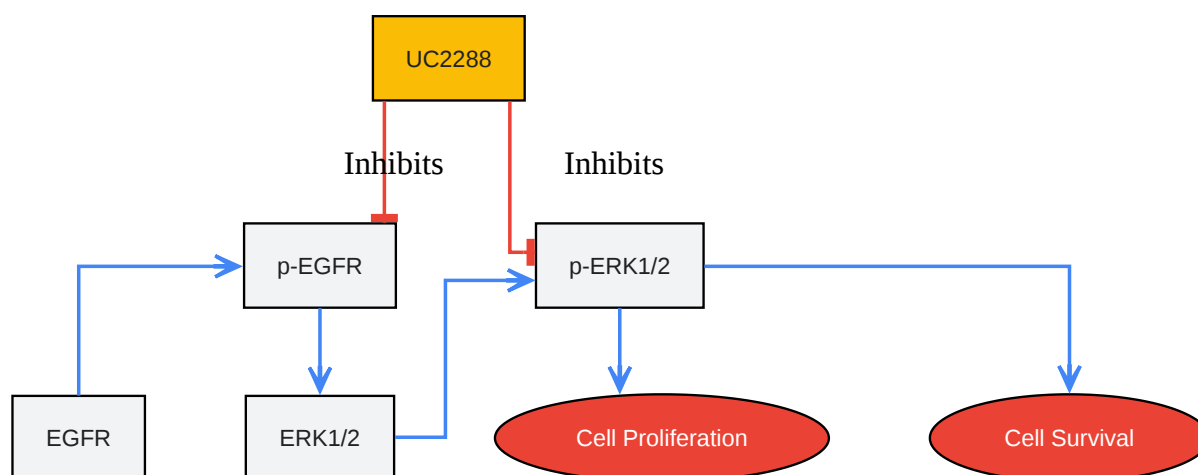 UC2288
Inhibits
Inhibits
p-EGFR
p-ERK1/2
EGFR
ERK1/2
Cell Proliferation
Cell Survival